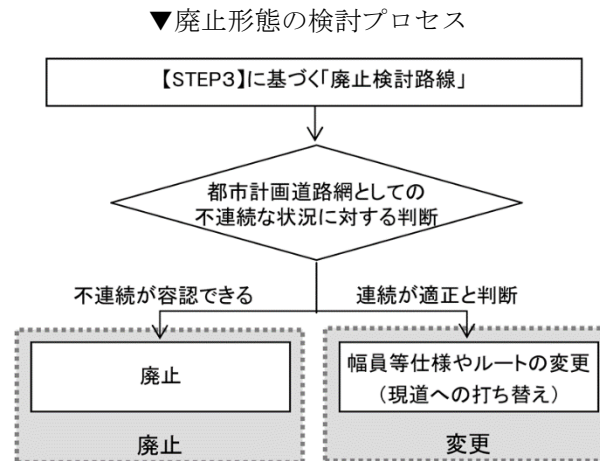 ▼廃止形態の検討プロセス
【STEP3】に基づく「廃止検討路線」
都市計画道路網としての
不連続な状況に対する判断
不連続が容認できる
連続が適正と判断
廃止
幅員等仕様やルートの変更
（現道への打ち替え）
廃止
変更